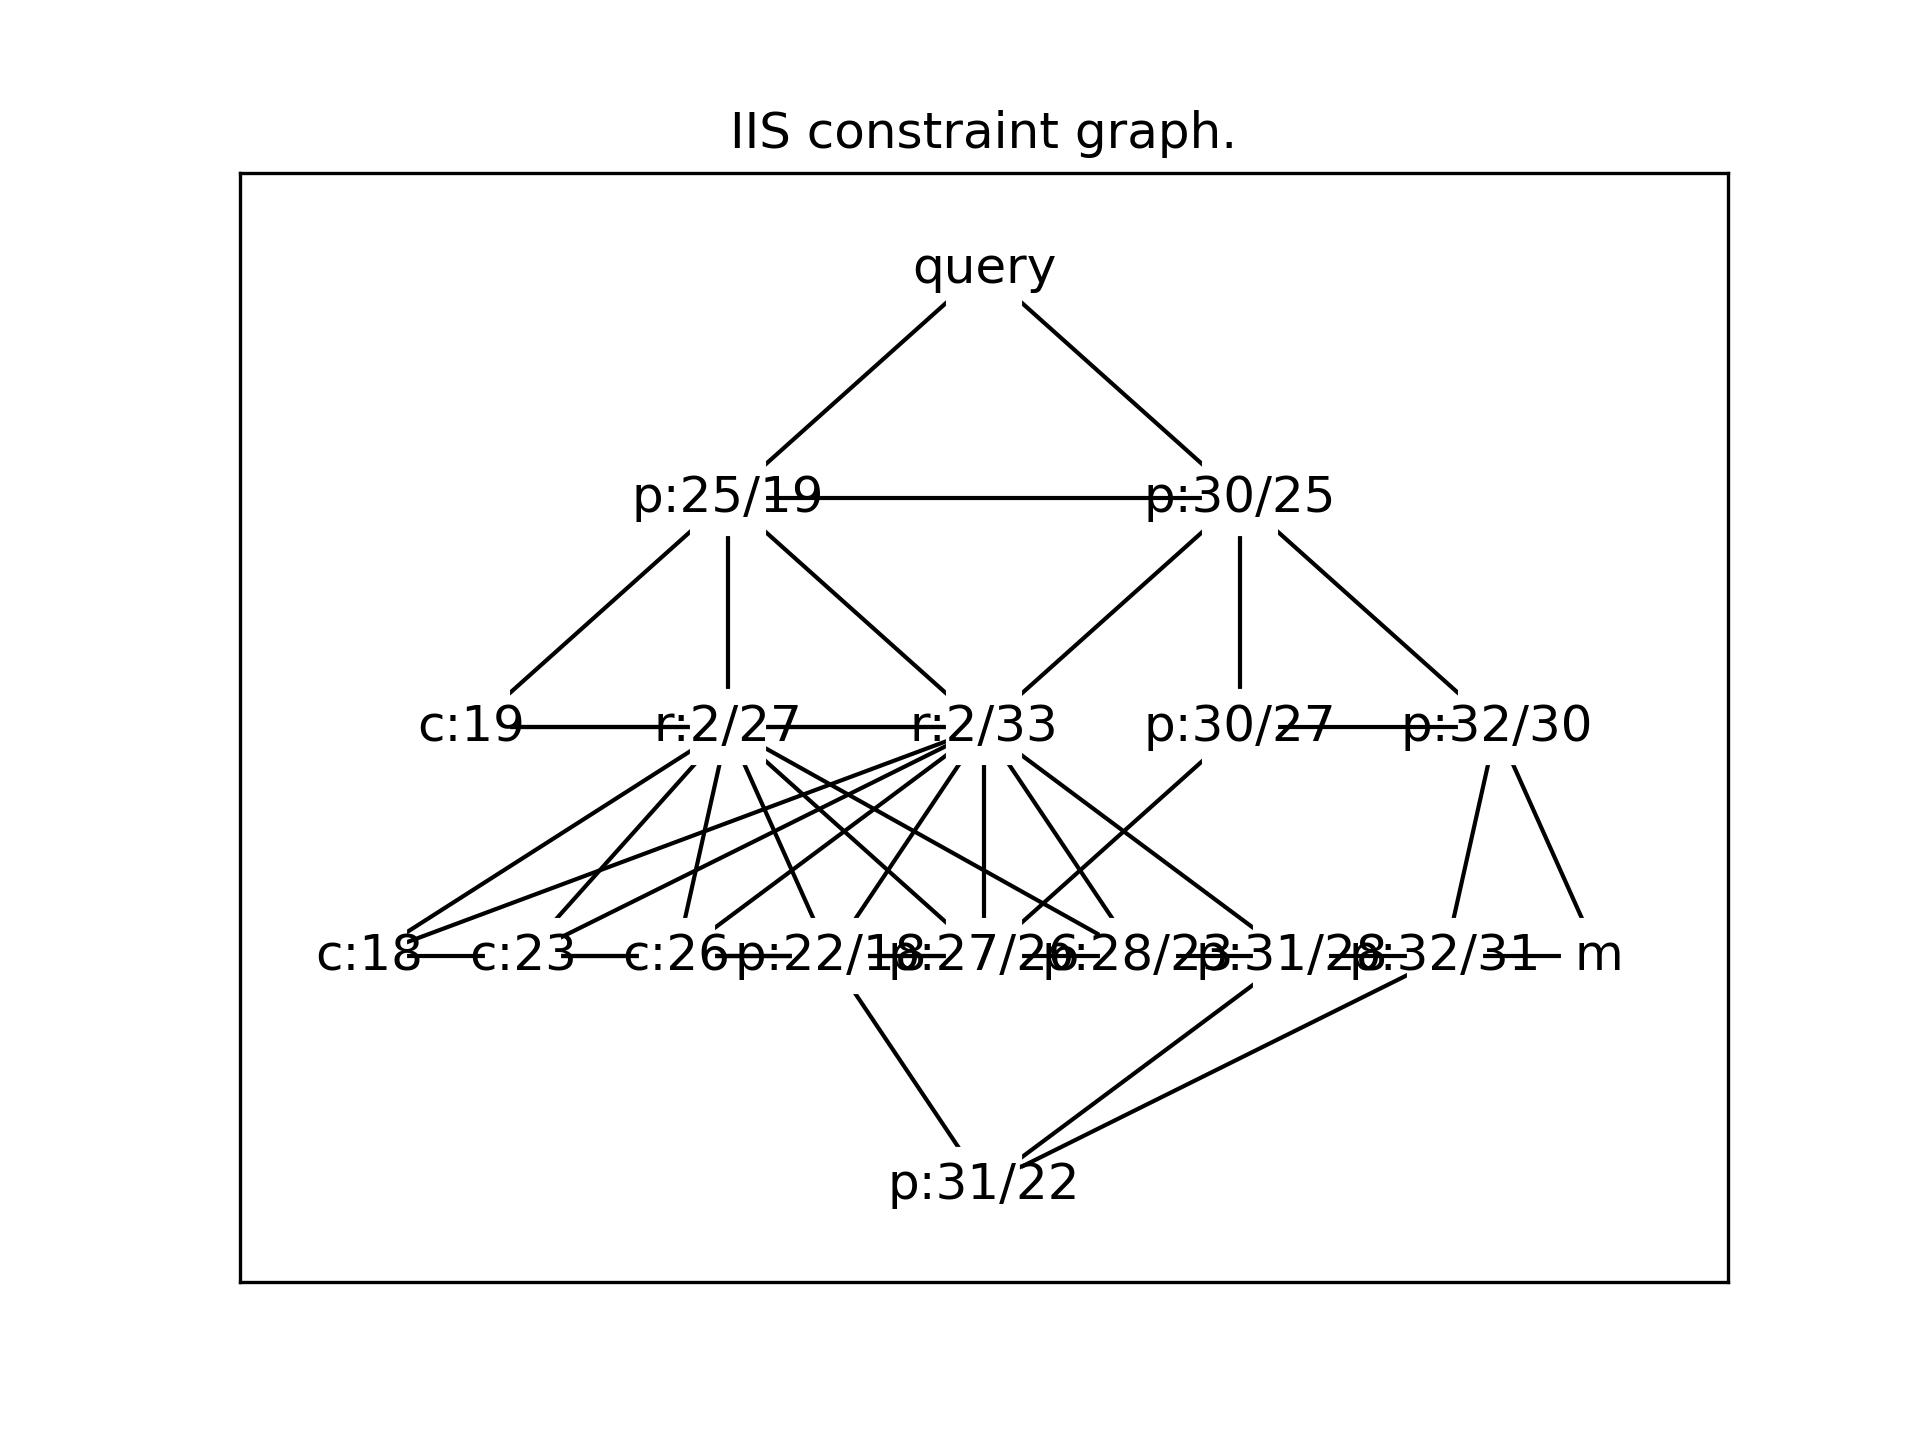 IIS constraint graph.
query
p:25/19 p:30/25
c:19 r:2/27 r:2/33 p:30/27 p:32/30
c:18 c:23 c:26 p:22/18 p:27/26 p:28/23 p:31/28 p:32/31 m
p:31/22